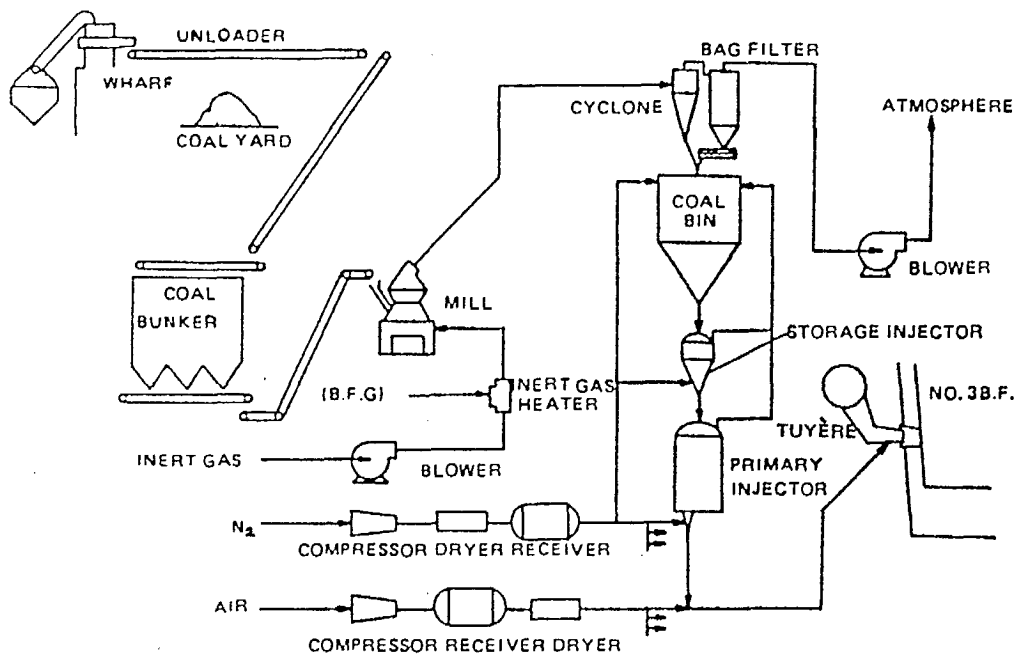 UNLOADER
WHARF
COAL YARD
BAG FILTER
CYCLONE
ATMOSPHERE
COAL
BIN
BLOWER
COAL
BUNKER
MILL
STORAGE INJECTOR
(B.F.G)
INERT GAS
HEATER
NO. 3 B.F.
TUYÈRE
INERT GAS
BLOWER
PRIMARY
INJECTOR
N2
COMPRESSOR DRYER RECEIVER
AIR
COMPRESSOR RECEIVER DRYER